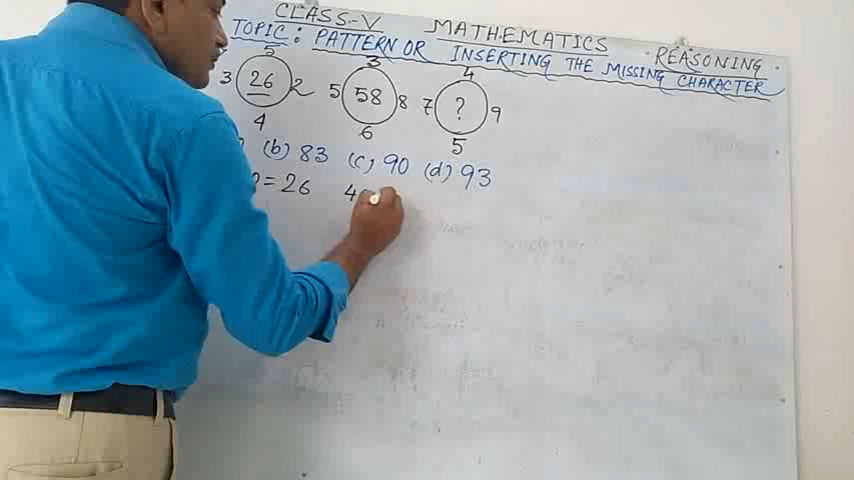 CLASS-V MATHEMATICS REASONING
TOPIC: PATTERN OR INSERTING THE MISSING CHARACTER
5 3 4
3 26 2 5 58 8 7 ? 9
4 6 5
(b) 83 (c) 90 (d) 93
= 26 4